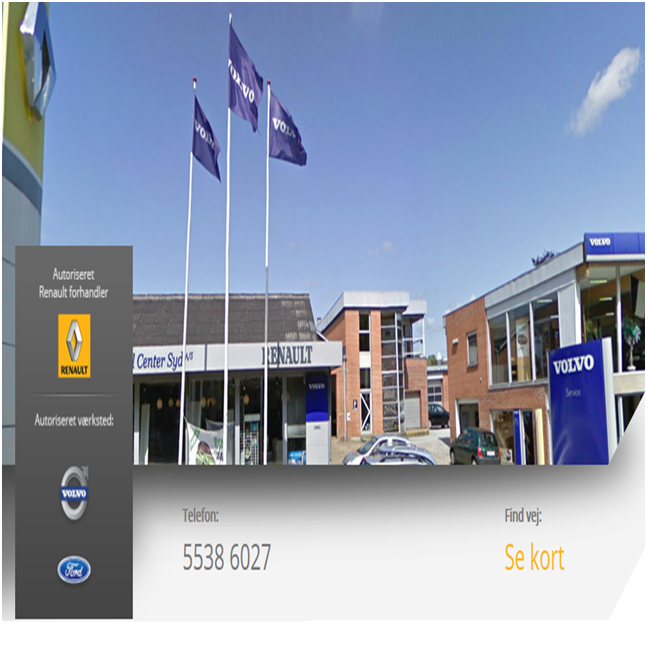 VOLVO
VOLVO
VOLVO
VOLVO
Autoriseret
Renault forhandler
RENAULT
Center Syd A/S
RENAULT
VOLVO
VOLVO
Service
Autoriseret værksted:
VOLVO
Ford
Telefon:
5538 6027
Find vej:
Se kort